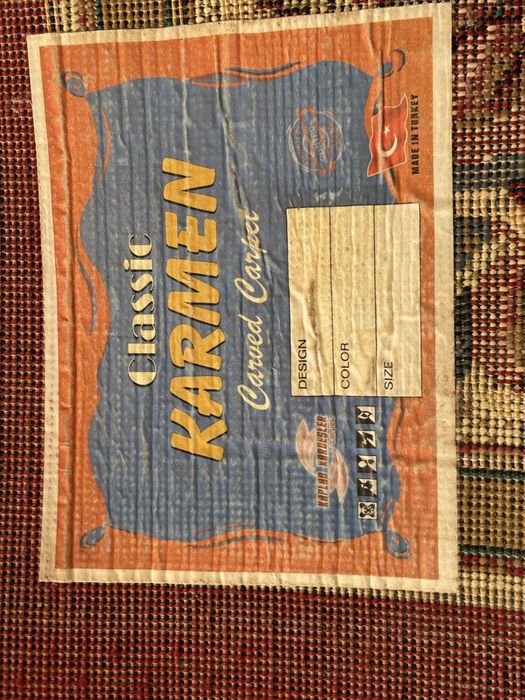 Classic
KARMEN
Carved Carpet
DESIGN
COLOR
SIZE
KAPLAN KARDEŞLER
MADE IN TURKEY